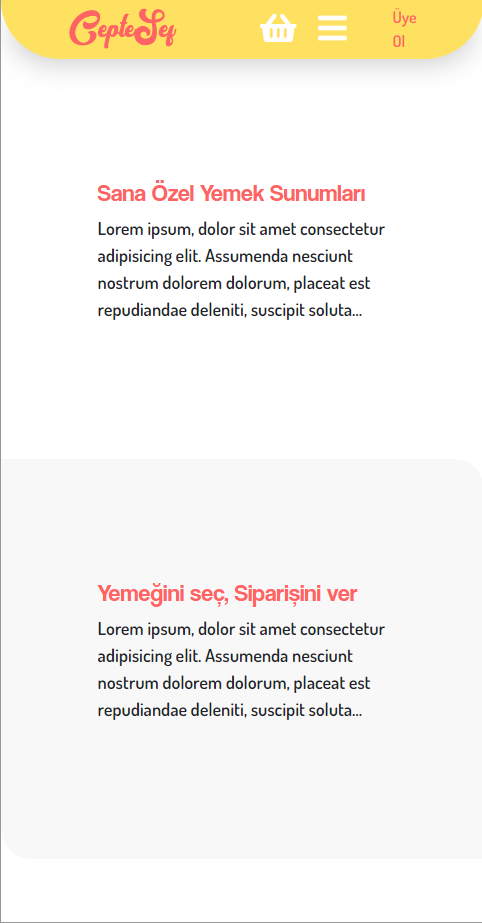 CepteŞef
Üye
Ol
Sana Özel Yemek Sunumları
Lorem ipsum, dolor sit amet consectetur
adipisicing elit. Assumenda nesciunt
nostrum dolorem dolorum, placeat est
repudiandae deleniti, suscipit soluta...
Yemeğini seç, Siparişini ver
Lorem ipsum, dolor sit amet consectetur
adipisicing elit. Assumenda nesciunt
nostrum dolorem dolorum, placeat est
repudiandae deleniti, suscipit soluta...